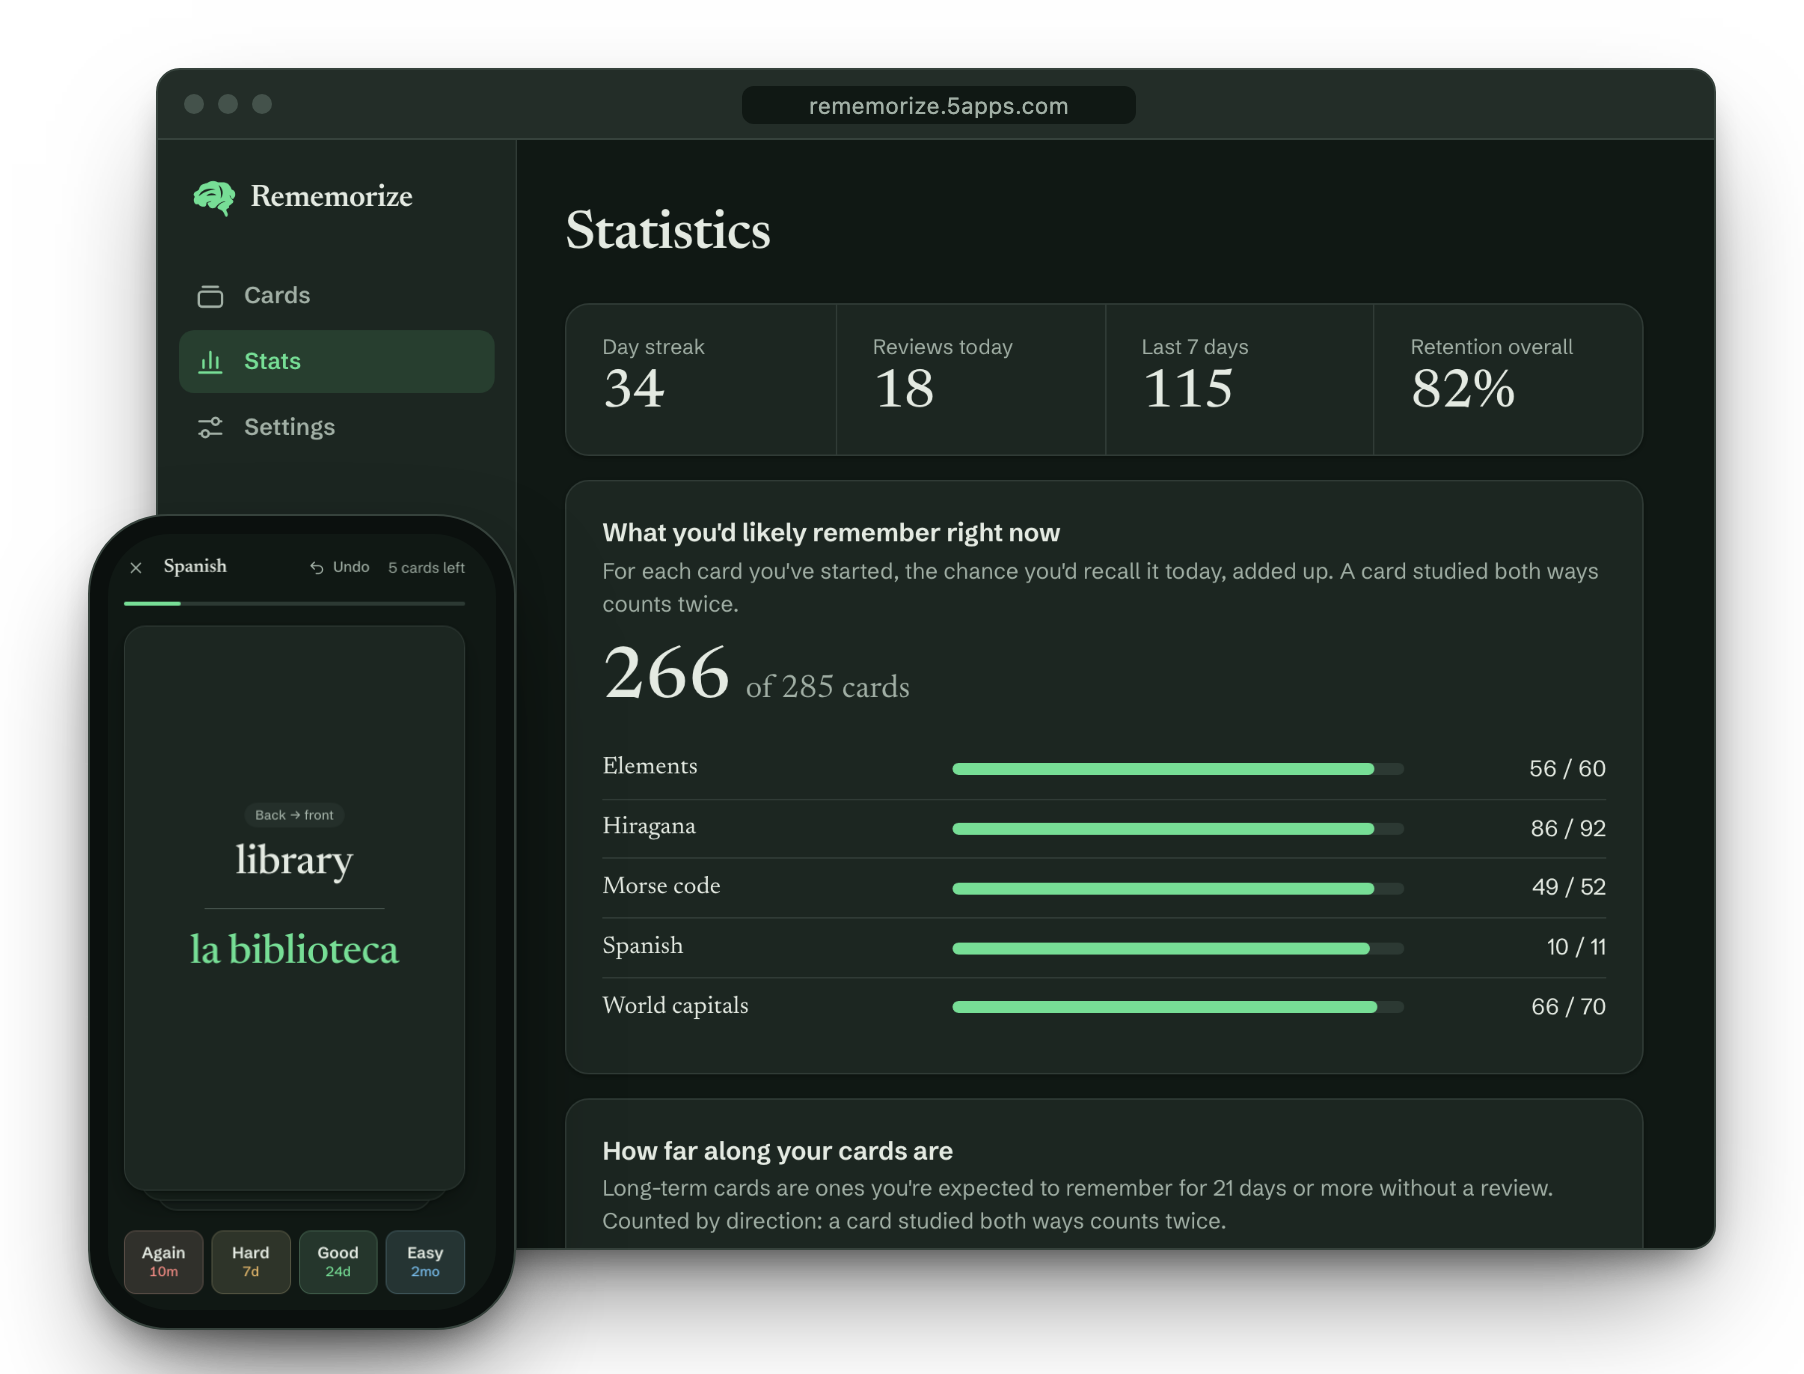 rememorize.5apps.com
Rememorize
Cards
Stats
Settings
Statistics
Day streak
34
Reviews today
18
Last 7 days
115
Retention overall
82%
What you'd likely remember right now
For each card you've started, the chance you'd recall it today, added up. A card studied both ways
counts twice.
266 of 285 cards
Elements 56 / 60
Hiragana 86 / 92
Morse code 49 / 52
Spanish 10 / 11
World capitals 66 / 70
How far along your cards are
Long-term cards are ones you're expected to remember for 21 days or more without a review.
Counted by direction: a card studied both ways counts twice.
Spanish Undo 5 cards left
Back → front
library
la biblioteca
Again Hard Good Easy
10m 7d 24d 2mo